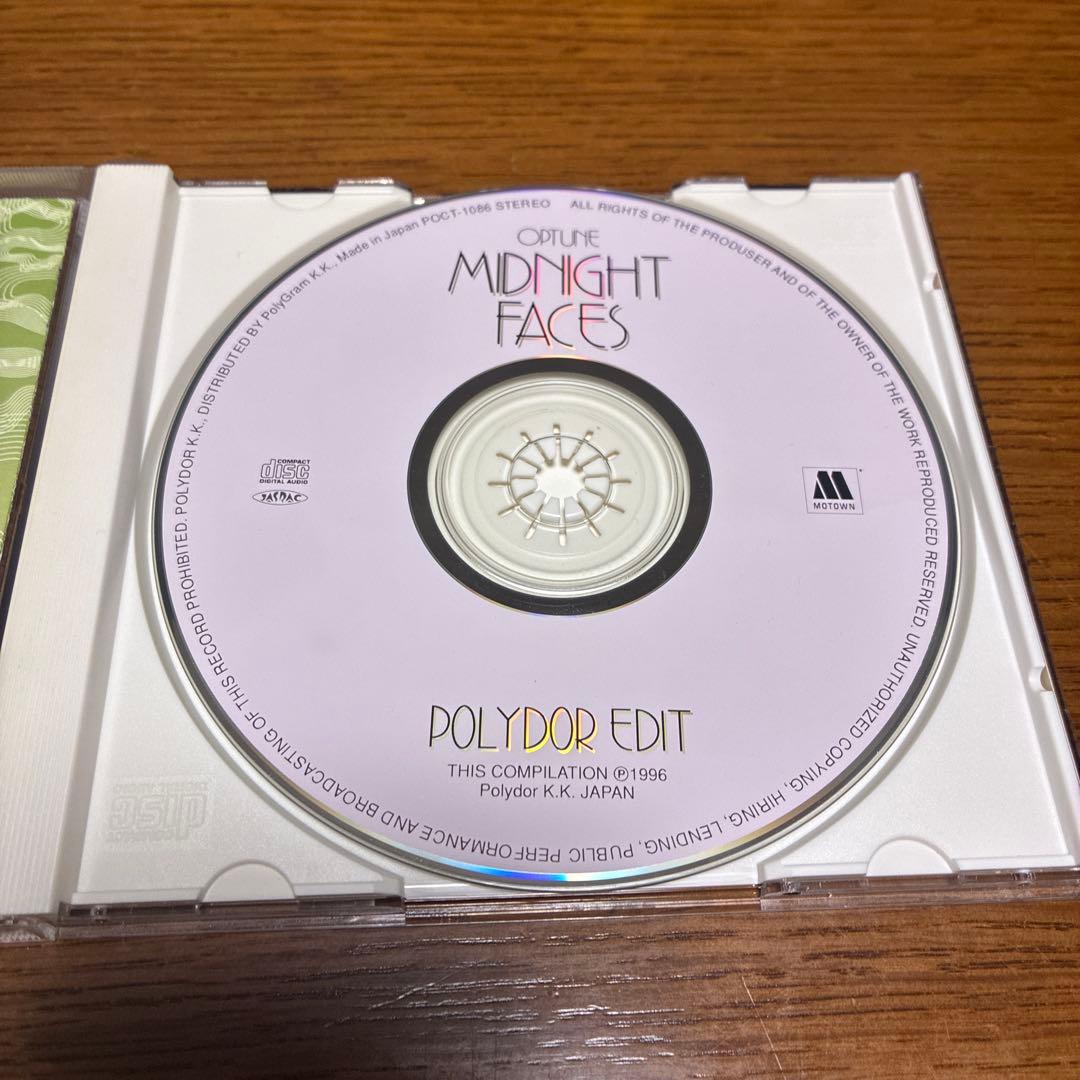 OPTUNE
MIDNIGHT
FACES
COMPACT
disc
DIGITAL AUDIO
JASRAC
MOTOWN
POLYDOR EDIT
THIS COMPILATION ℗1996
Polydor K.K. JAPAN
ALL RIGHTS OF THE PRODUSER AND OF THE OWNER OF THE WORK REPRODUCED RESERVED. UNAUTHORIZED COPYING, HIRING, LENDING, PUBLIC PERFORMANCE AND BROADCASTING OF THIS RECORD PROHIBITED. POLYDOR K.K., DISTRIBUTED BY PolyGram K.K., Made in Japan POCT-1086 STEREO
disc